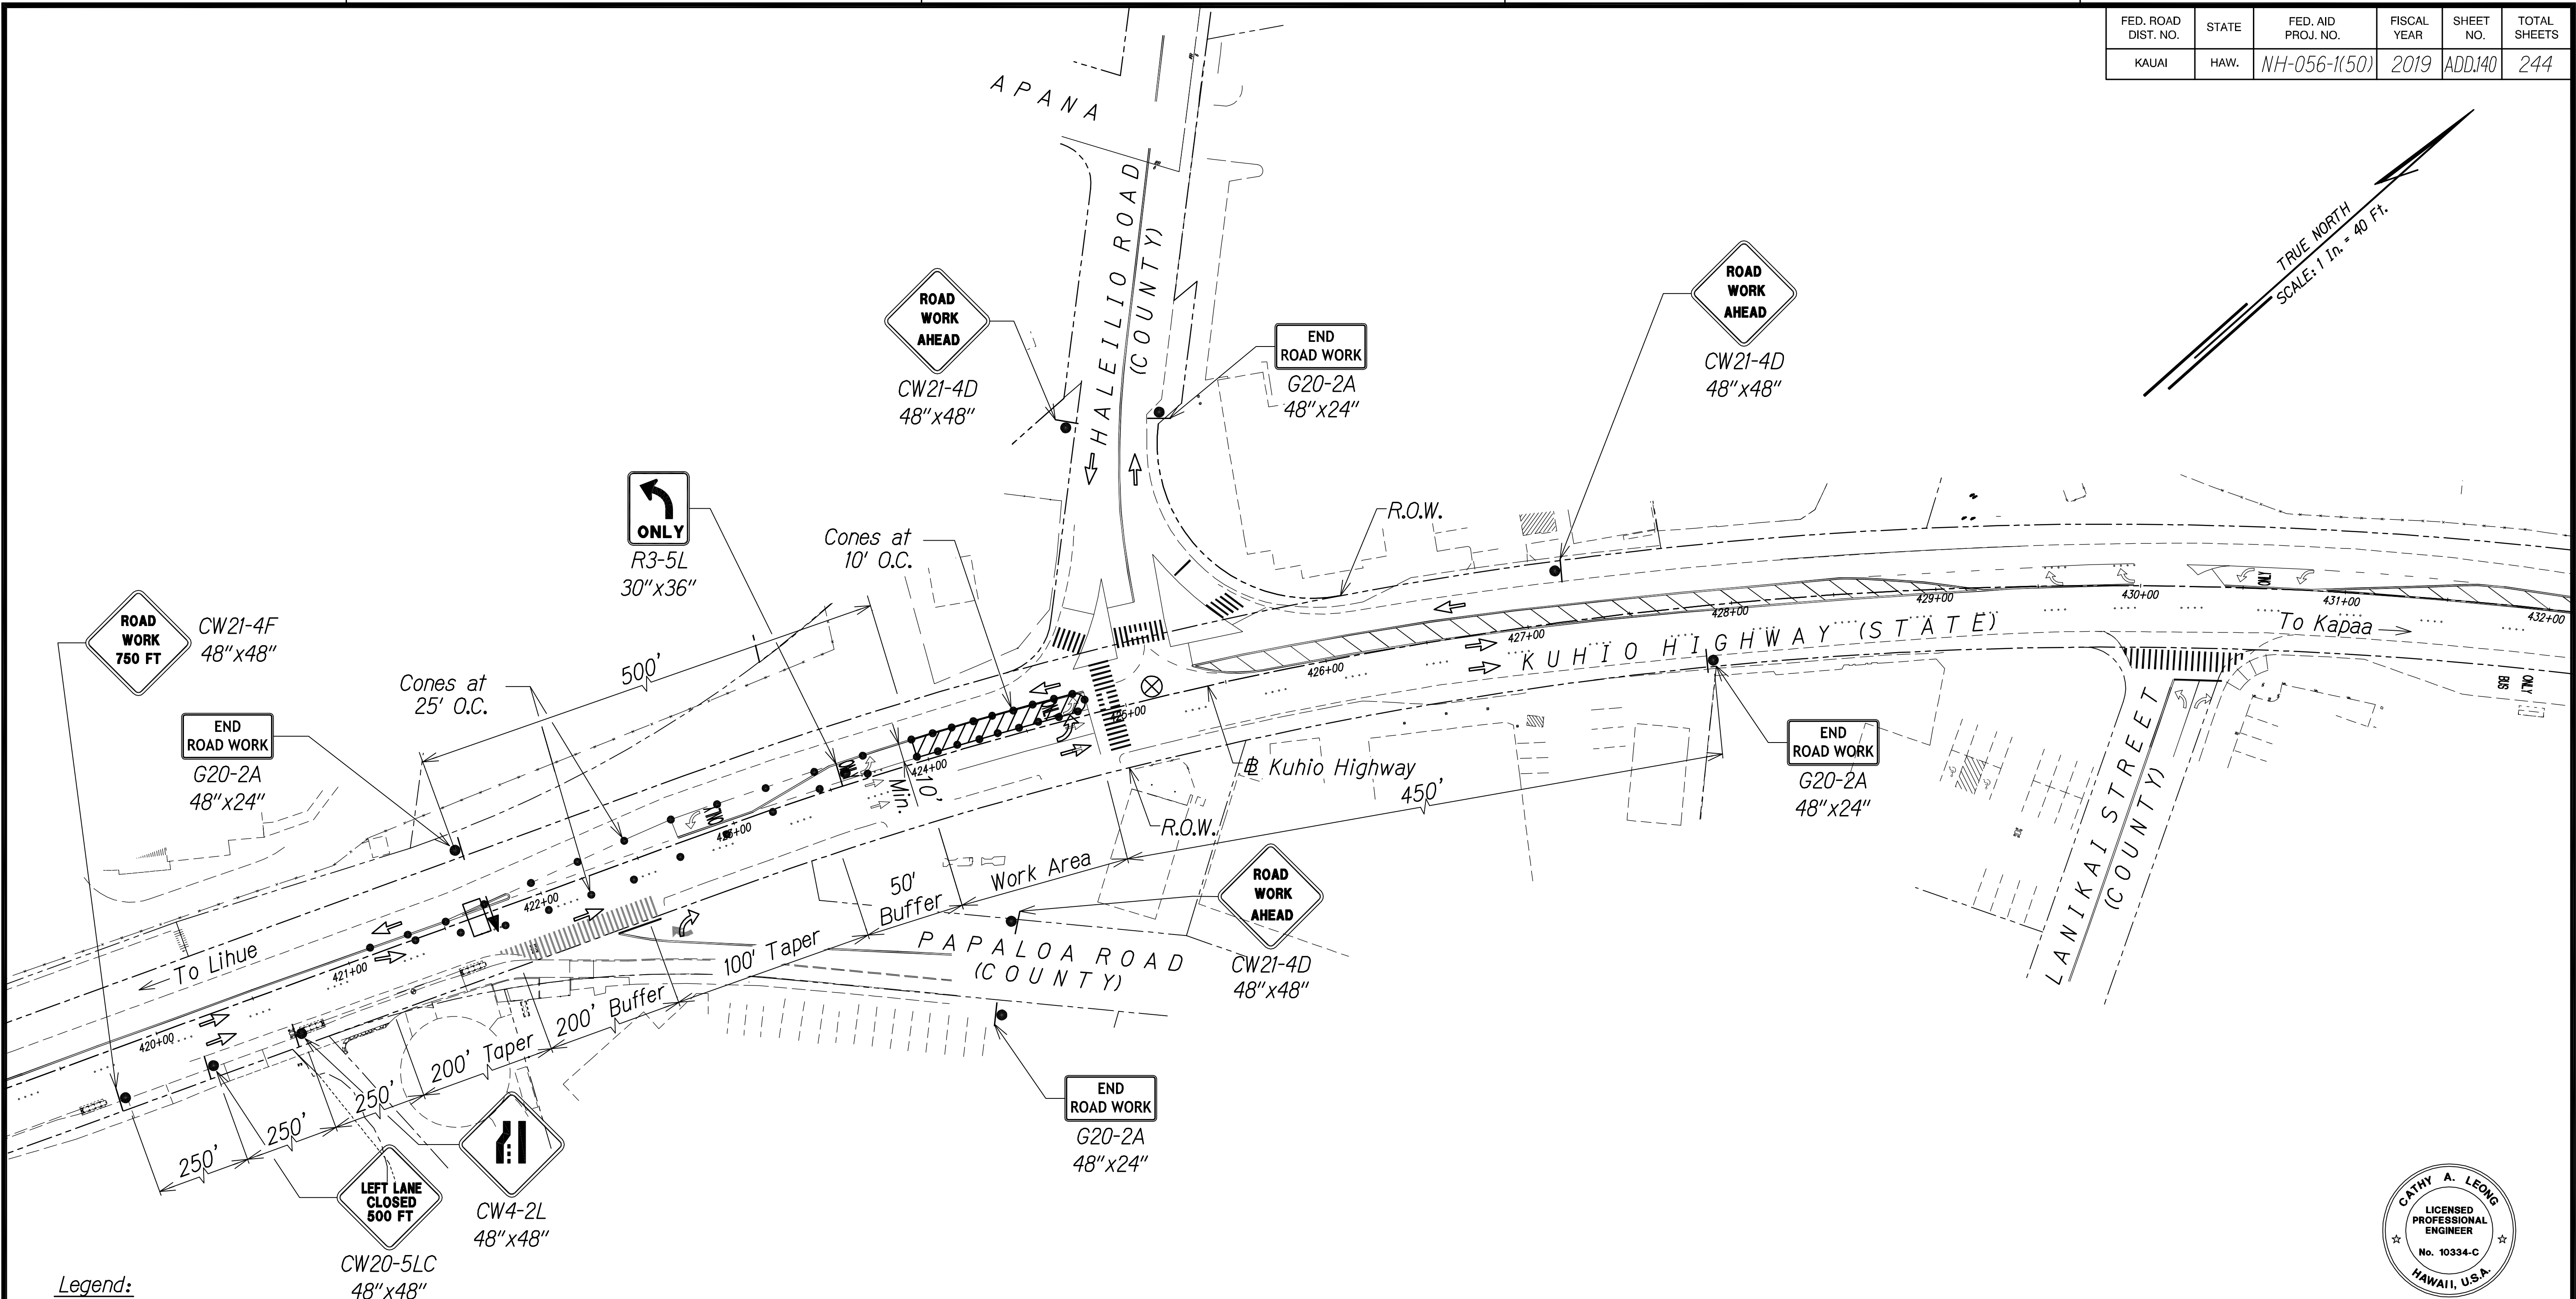 FED. ROAD DIST. NO.
STATE
FED. AID PROJ. NO.
FISCAL YEAR
SHEET NO.
TOTAL SHEETS
KAUAI
HAW.
NH-056-1(50)
2019
ADD.140
244
APANA
HALEILIO ROAD
(COUNTY)
TRUE NORTH
SCALE: 1 In. = 40 Ft.
ROAD
WORK
AHEAD
CW21-4D
48"x48"
END
ROAD WORK
G20-2A
48"x24"
ROAD
WORK
AHEAD
CW21-4D
48"x48"
ONLY
R3-5L
30"x36"
Cones at
10' O.C.
R.O.W.
ROAD
WORK
750 FT
CW21-4F
48"x48"
500'
Cones at
25' O.C.
END
ROAD WORK
G20-2A
48"x24"
KUHIO HIGHWAY (STATE)
To Kapaa
426+00
427+00
428+00
429+00
430+00
431+00
432+00
ONLY
BUS
ONLY
425+00
424+00
423+00
422+00
421+00
420+00
ONLY
10'
Min.
℄ Kuhio Highway
450'
R.O.W.
END
ROAD WORK
G20-2A
48"x24"
LANIKAI STREET
(COUNTY)
To Lihue
Work Area
50'
Buffer
100' Taper
200' Buffer
200' Taper
250'
250'
250'
PAPALOA ROAD
(COUNTY)
ROAD
WORK
AHEAD
CW21-4D
48"x48"
END
ROAD WORK
G20-2A
48"x24"
CW4-2L
48"x48"
LEFT LANE
CLOSED
500 FT
CW20-5LC
48"x48"
Legend:
CATHY A. LEONG
LICENSED
PROFESSIONAL
ENGINEER
No. 10334-C
HAWAII, U.S.A.